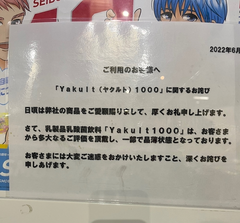 SEIBU
2022年6月
ご利用のお客様へ
「Yakult(ヤクルト)1000」に関するお詫び
日頃は弊社の商品をご愛顧賜りまして、厚くお礼申し上げます。
さて、乳製品乳酸菌飲料「Yakult1000」は、お客さま
から多大なるご評価を頂戴し、一部で品薄状態となっております。
お客さまには大変ご迷惑をおかけいたしますこと、深くお詫びを
申しあげます。